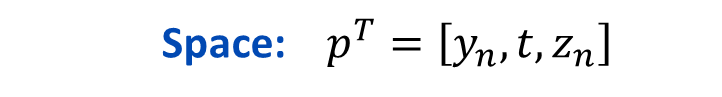 Space: $p^T = [y_n, t, z_n]$